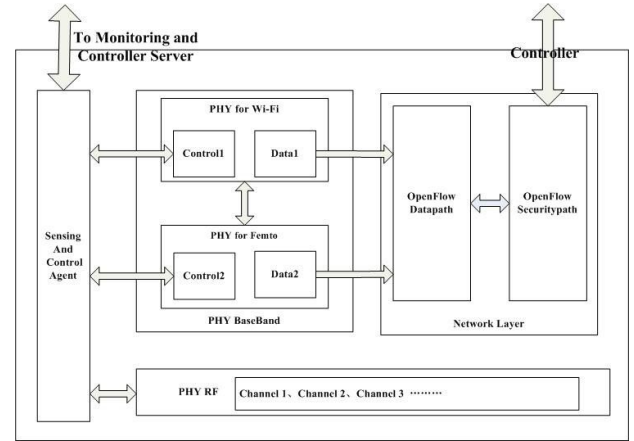 To Monitoring and
Controller Server
Controller
PHY for Wi-Fi
Control1
Data1
OpenFlow
Datapath
OpenFlow
Securitypath
Sensing
And
Control
Agent
PHY for Femto
Control2
Data2
PHY BaseBand
Network Layer
PHY RF
Channel 1、Channel 2、Channel 3 ………